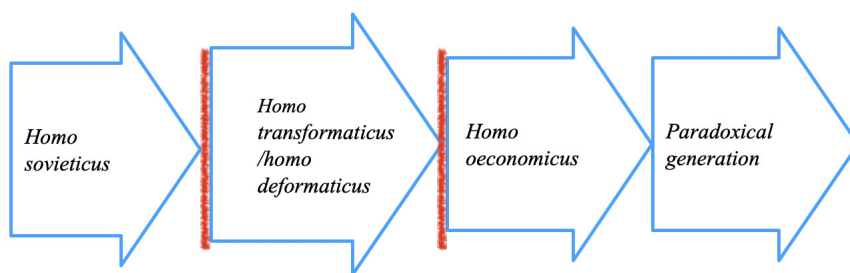 Homo
sovieticus
Homo
transformaticus
/homo
deformaticus
Homo
oeconomicus
Paradoxical
generation